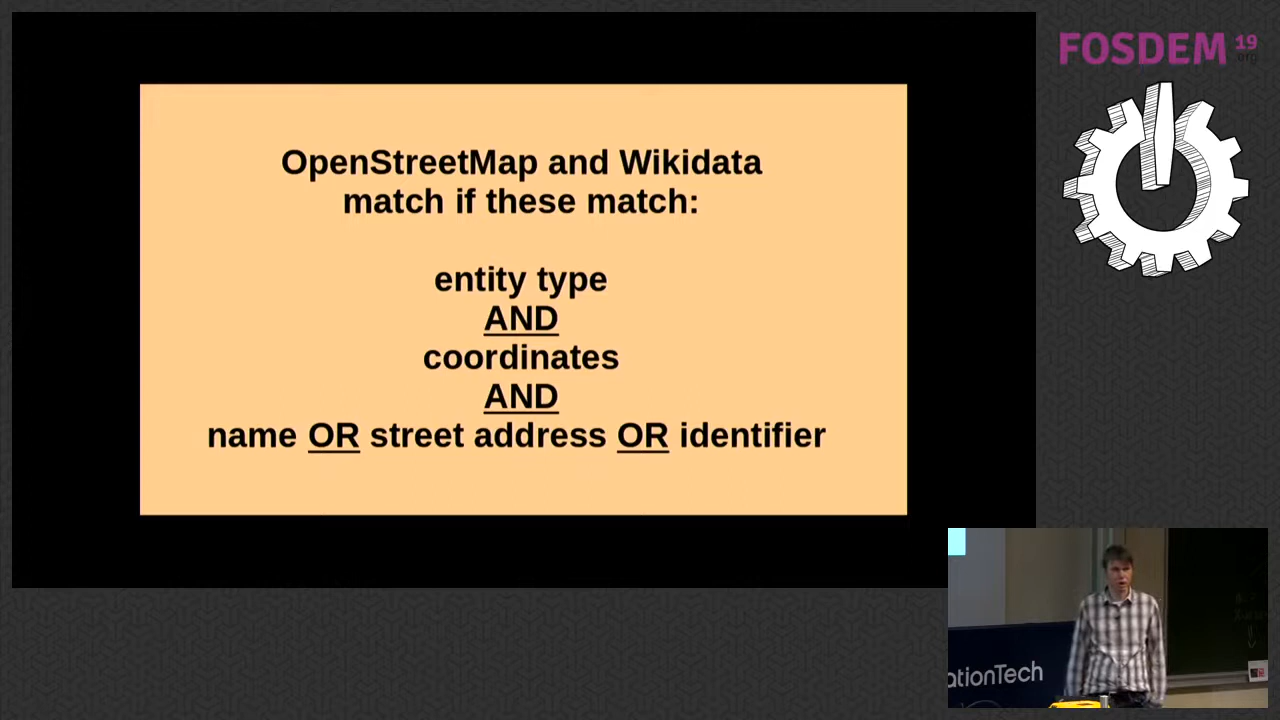 FOSDEM 19
.org
OpenStreetMap and Wikidata
match if these match:
entity type
AND
coordinates
AND
name OR street address OR identifier
ationTech